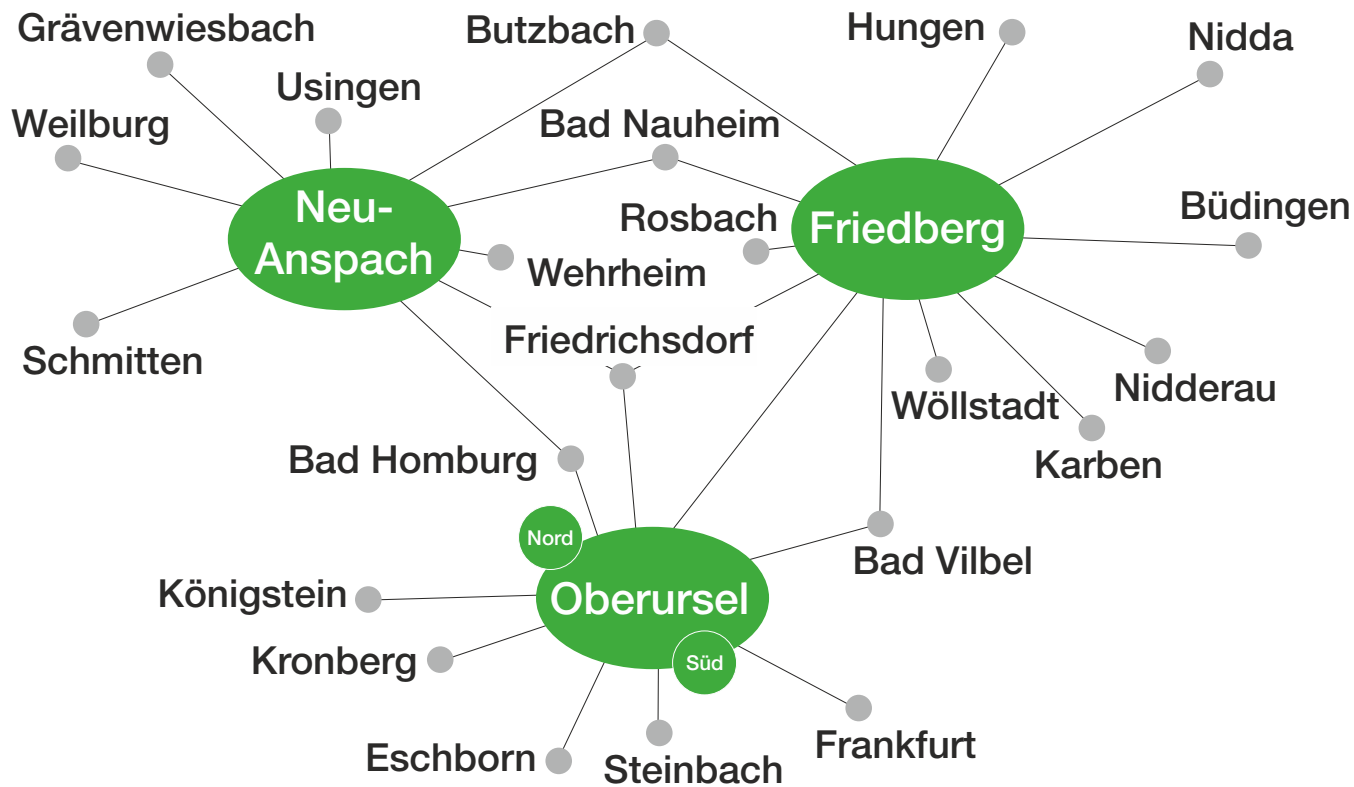 Grävenwiesbach
Butzbach
Hungen
Nidda
Usingen
Weilburg
Bad Nauheim
Neu-
Anspach
Rosbach
Friedberg
Büdingen
Wehrheim
Schmitten
Friedrichsdorf
Wöllstadt
Nidderau
Bad Homburg
Karben
Nord
Bad Vilbel
Königstein
Oberursel
Kronberg
Süd
Eschborn
Steinbach
Frankfurt